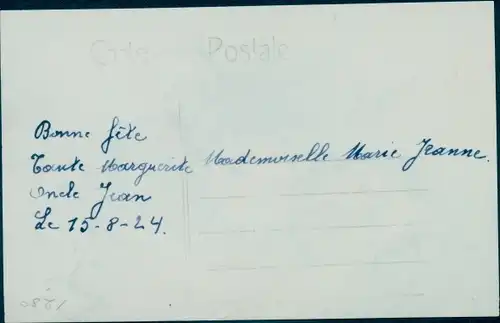 Carte Postale
Bonne fête
Tante Marguerite
Oncle Jean
Le 15-8-24.
Mademoiselle Marie Jeanne.